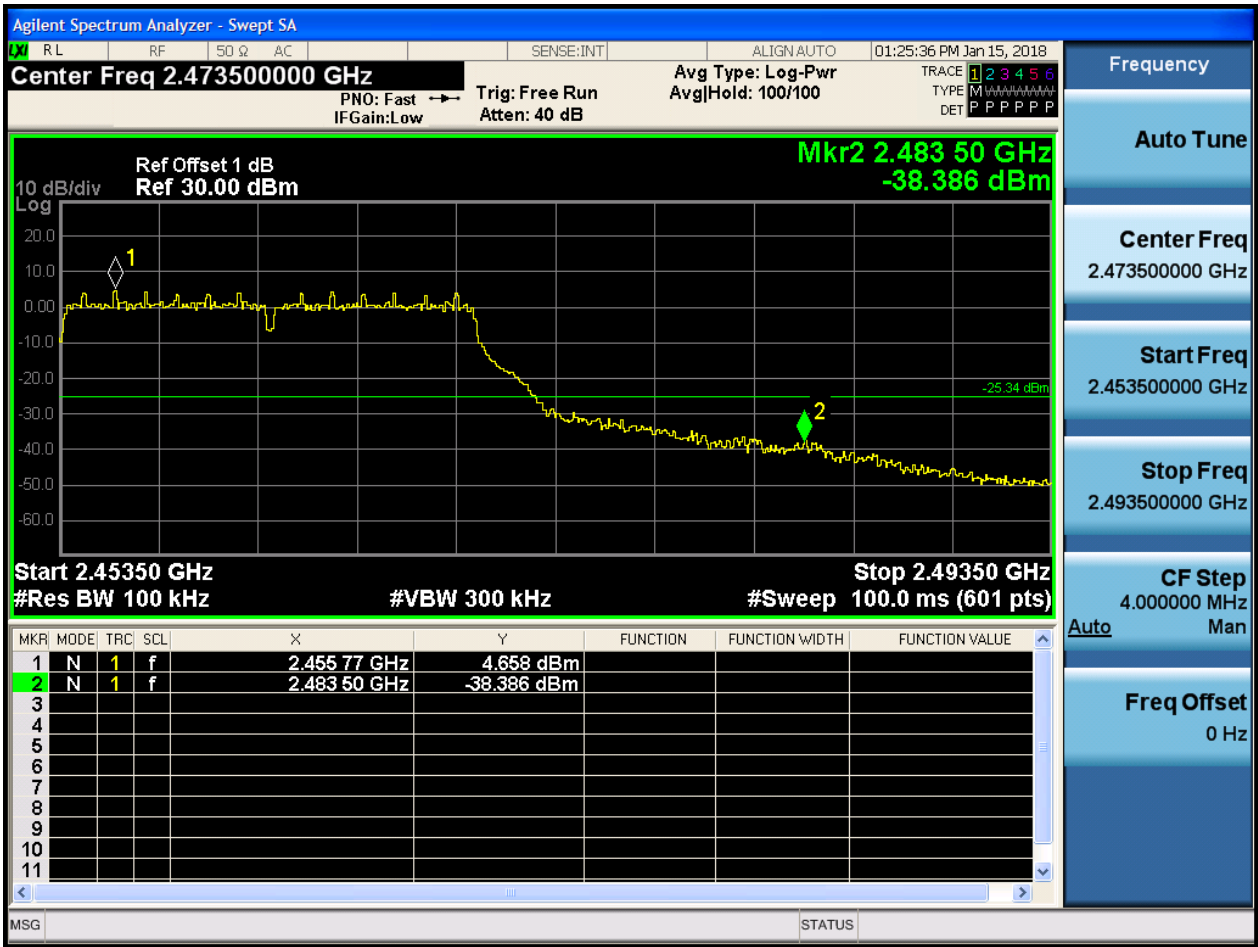 Agilent Spectrum Analyzer - Swept SA
LXI RL RF 50 Ω AC SENSE:INT ALIGN AUTO 01:25:36 PM Jan 15, 2018
Center Freq 2.473500000 GHz
PNO: Fast
IFGain:Low
Trig: Free Run
Atten: 40 dB
Avg Type: Log-Pwr
Avg|Hold: 100/100
TRACE 1 2 3 4 5 6
TYPE M WWWWW
DET P P P P P P
Frequency
Auto Tune
Center Freq
2.473500000 GHz
Start Freq
2.453500000 GHz
Stop Freq
2.493500000 GHz
CF Step
4.000000 MHz
Auto Man
Freq Offset
0 Hz
Mkr2 2.483 50 GHz
-38.386 dBm
Ref Offset 1 dB
10 dB/div Ref 30.00 dBm
Log
20.0
10.0
0.00
-10.0
-20.0
-30.0
-40.0
-50.0
-60.0
1
-25.34 dBm
2
Start 2.45350 GHz Stop 2.49350 GHz
#Res BW 100 kHz #VBW 300 kHz #Sweep 100.0 ms (601 pts)
MKR MODE TRC SCL X Y FUNCTION FUNCTION WIDTH FUNCTION VALUE
1 N 1 f 2.455 77 GHz 4.658 dBm
2 N 1 f 2.483 50 GHz -38.386 dBm
3
4
5
6
7
8
9
10
11
MSG STATUS